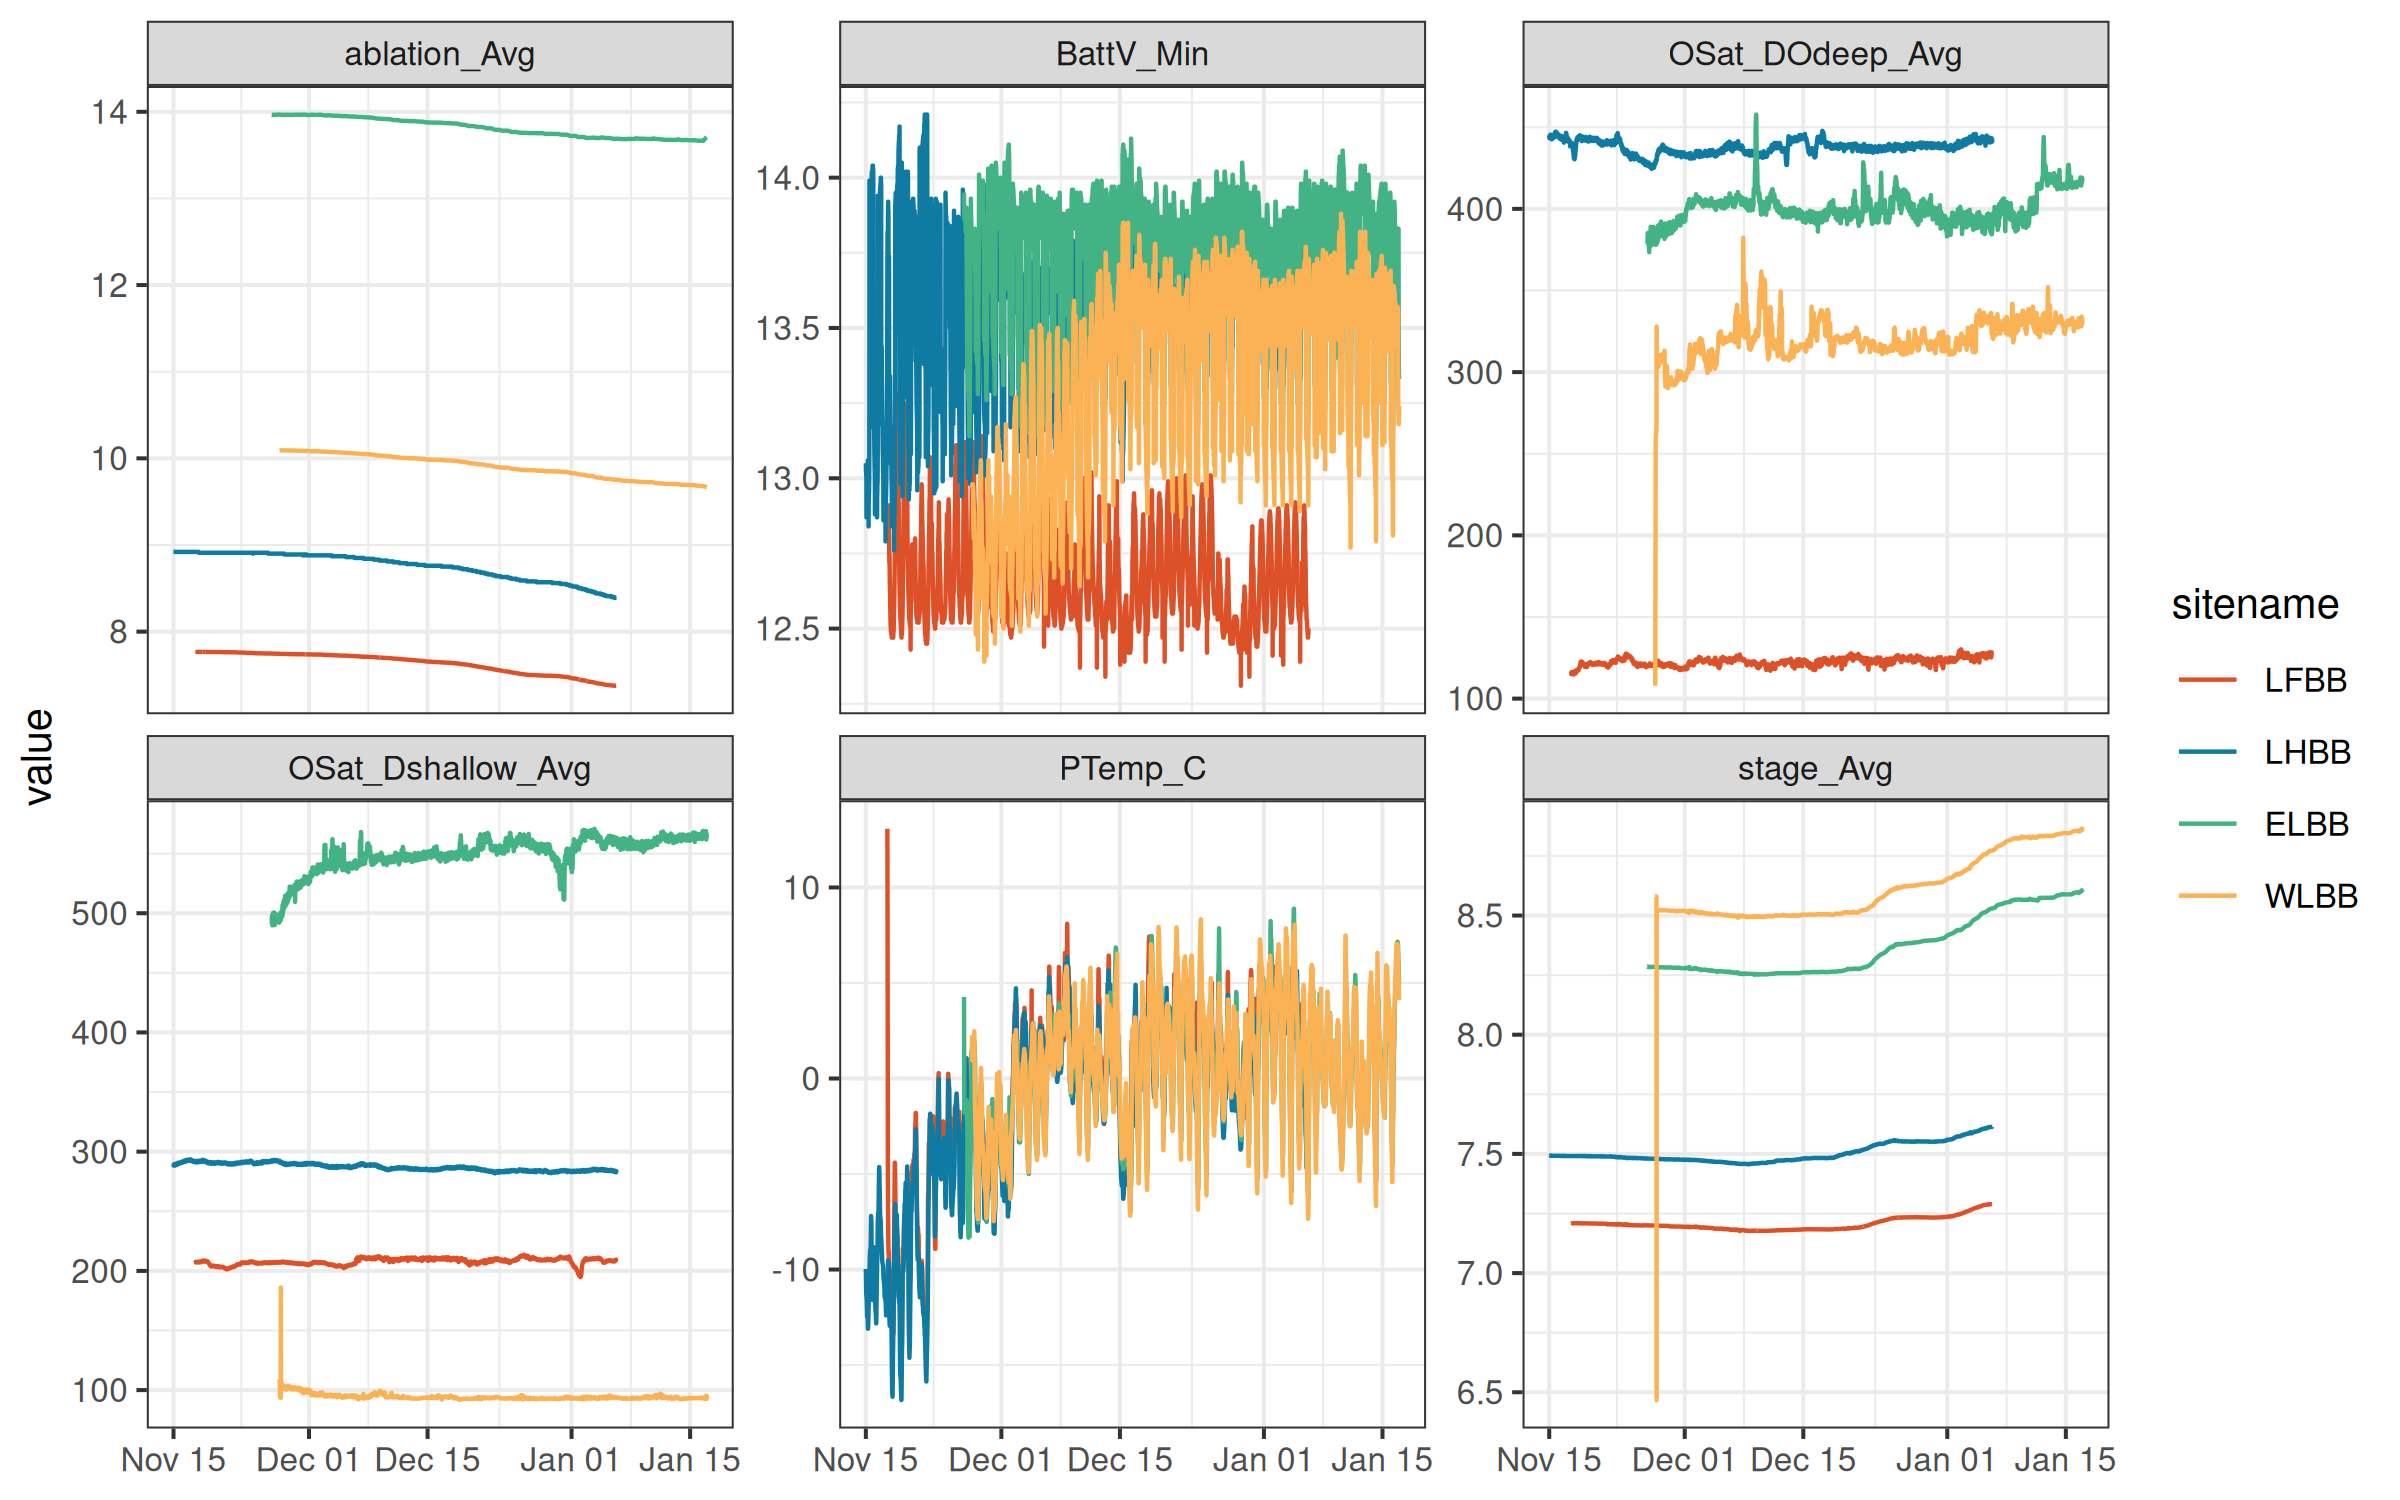 ablation_Avg
BattV_Min
OSat_DOdeep_Avg
14
12
10
8
14.0
13.5
13.0
12.5
400
300
200
100
value
OSat_Dshallow_Avg
PTemp_C
stage_Avg
500
400
300
200
100
10
0
-10
8.5
8.0
7.5
7.0
6.5
Nov 15 Dec 01 Dec 15 Jan 01 Jan 15
Nov 15 Dec 01 Dec 15 Jan 01 Jan 15
Nov 15 Dec 01 Dec 15 Jan 01 Jan 15
sitename
LFBB
LHBB
ELBB
WLBB